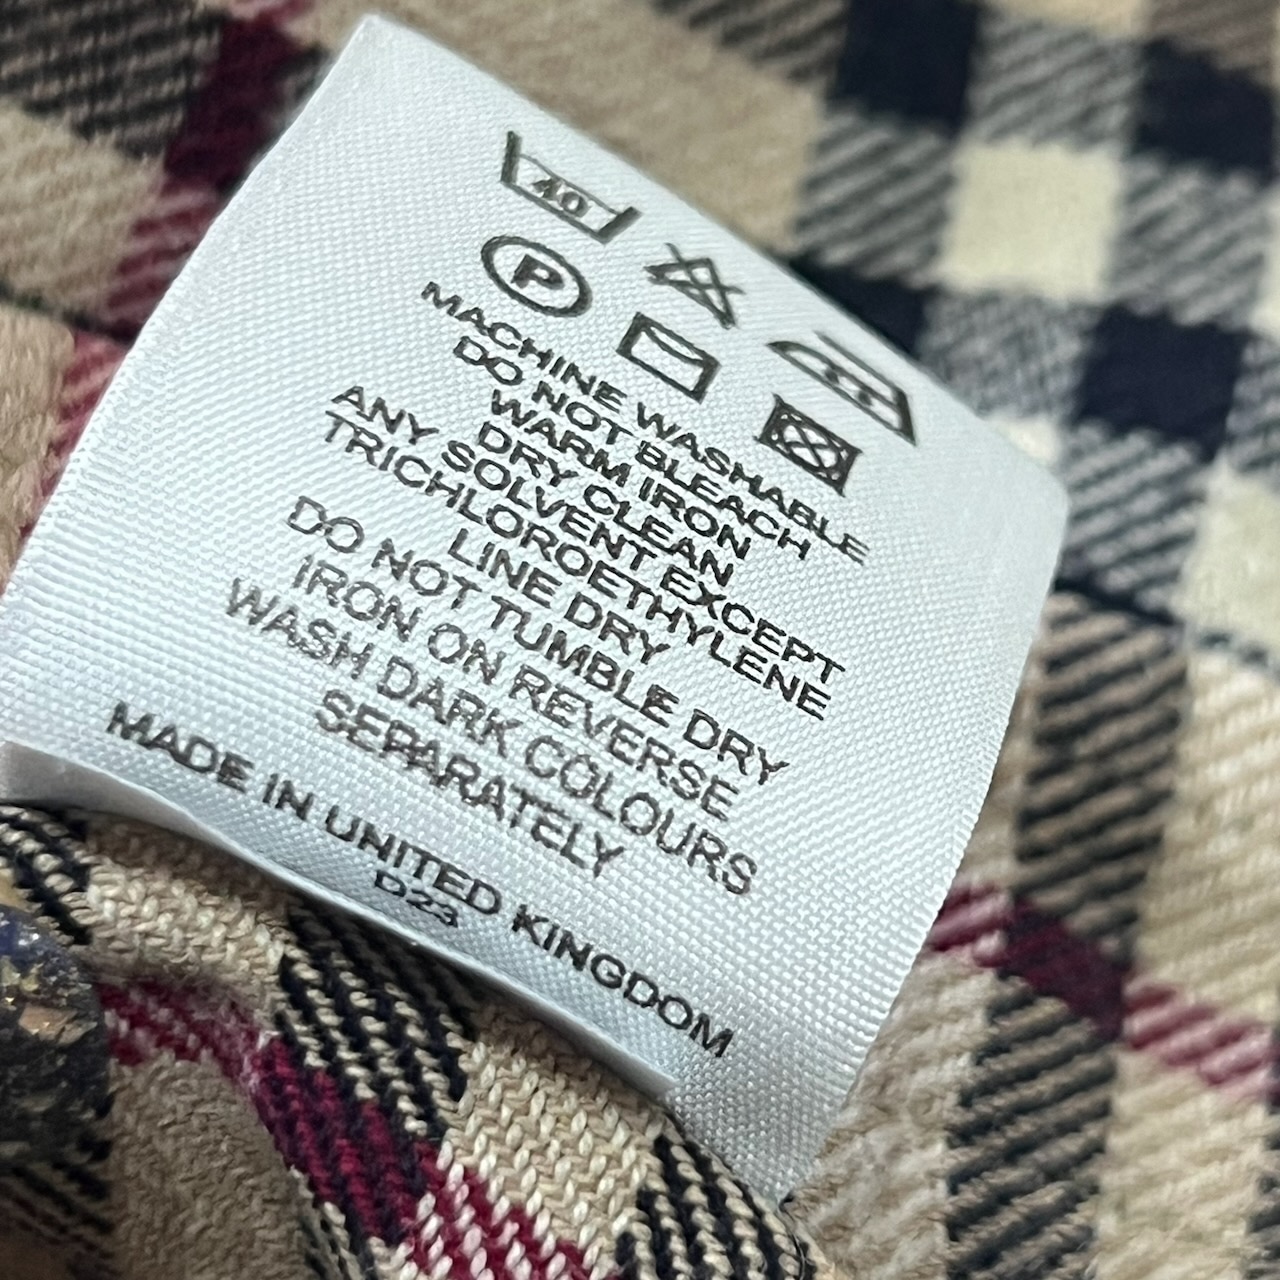 40
P
MACHINE WASHABLE
DO NOT BLEACH
WARM IRON
DRY CLEAN
ANY SOLVENT EXCEPT
TRICHLOROETHYLENE
LINE DRY
DO NOT TUMBLE DRY
IRON ON REVERSE
WASH DARK COLOURS
SEPARATELY
MADE IN UNITED KINGDOM
D23